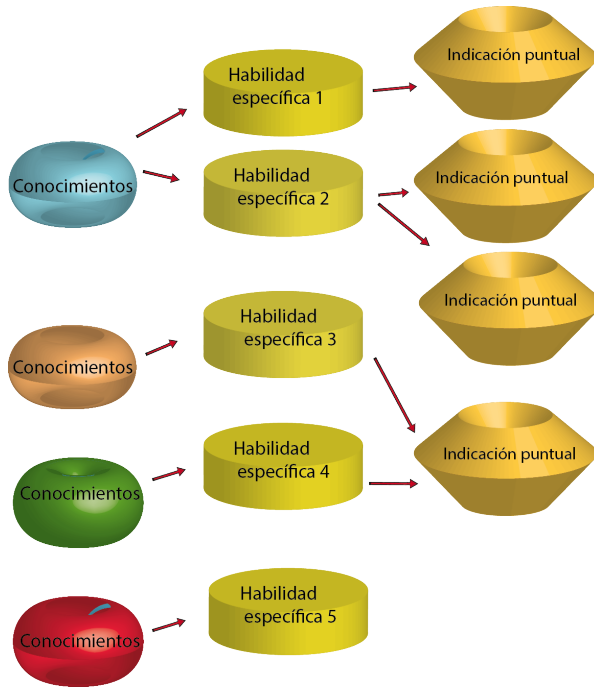 Indicación puntual
Habilidad
específica 1
Conocimientos
Habilidad
específica 2
Indicación puntual
Indicación puntual
Habilidad
específica 3
Conocimientos
Habilidad
específica 4
Indicación puntual
Conocimientos
Habilidad
específica 5
Conocimientos